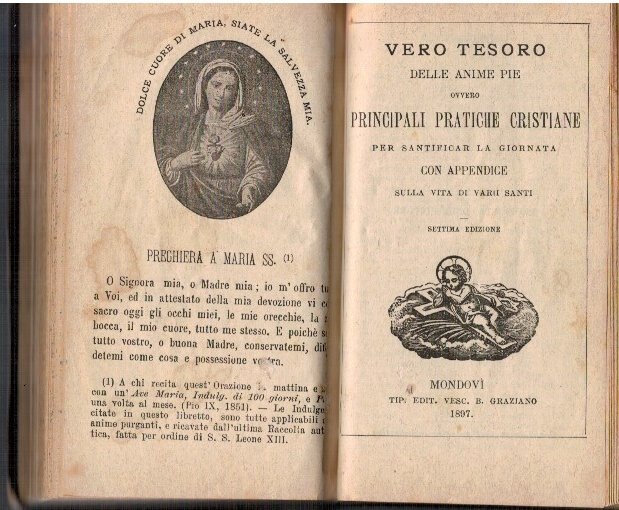 DOLCE CUORE DI MARIA, SIATE LA SALVEZZA MIA.
PREGHIERA A MARIA SS. (1)
O Signora mia, o Madre mia; io m'offro
a Voi, ed in attestato della mia devozione vi
sacro oggi gli occhi miei, le mie orecchie, la
bocca, il mio cuore, tutto me stesso. E poichè
tutto vostro, o buona Madre, conservatemi,
detemi come cosa e possessione vostra.
(1) A chi recita quest'Orazione mattina e
con un' Ave Maria, Indulg. di 100 giorni, e
una volta al mese. (Pio IX, 1851). — Le
citate in questo libretto, sono tutte applicabili
anime purganti, e ricavate dall'ultima Raccolta
tica, fatta per ordine di S. S. Leone XIII.
VERO TESORO
DELLE ANIME PIE
OVVERO
PRINCIPALI PRATICHE CRISTIANE
PER SANTIFICAR LA GIORNATA
CON APPENDICE
SULLA VITA DI VARII SANTI
SETTIMA EDIZIONE
MONDOVÌ
TIP. EDIT. VESC. B. GRAZIANO
1897.